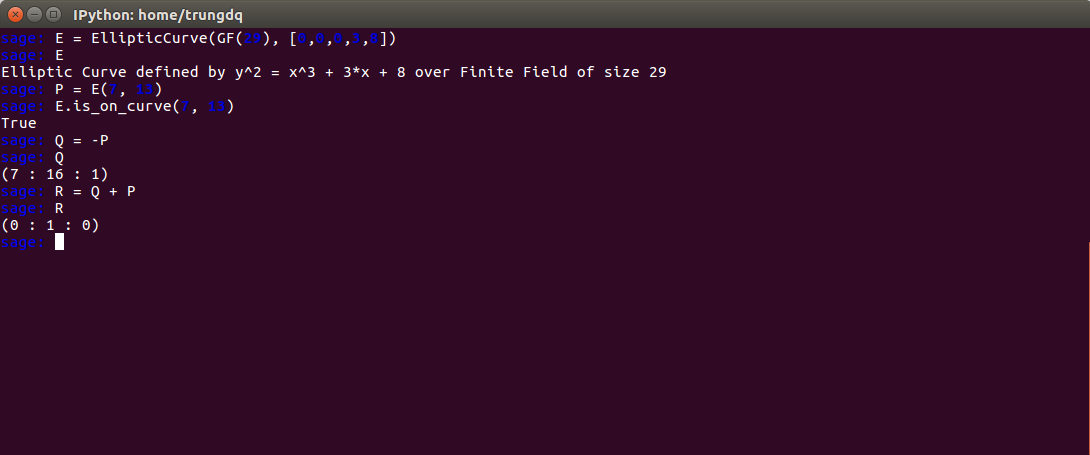 IPython: home/trungdq
sage: E = EllipticCurve(GF(29), [0,0,0,3,8])
sage: E
Elliptic Curve defined by y^2 = x^3 + 3*x + 8 over Finite Field of size 29
sage: P = E(7, 13)
sage: E.is_on_curve(7, 13)
True
sage: Q = -P
sage: Q
(7 : 16 : 1)
sage: R = Q + P
sage: R
(0 : 1 : 0)
sage: